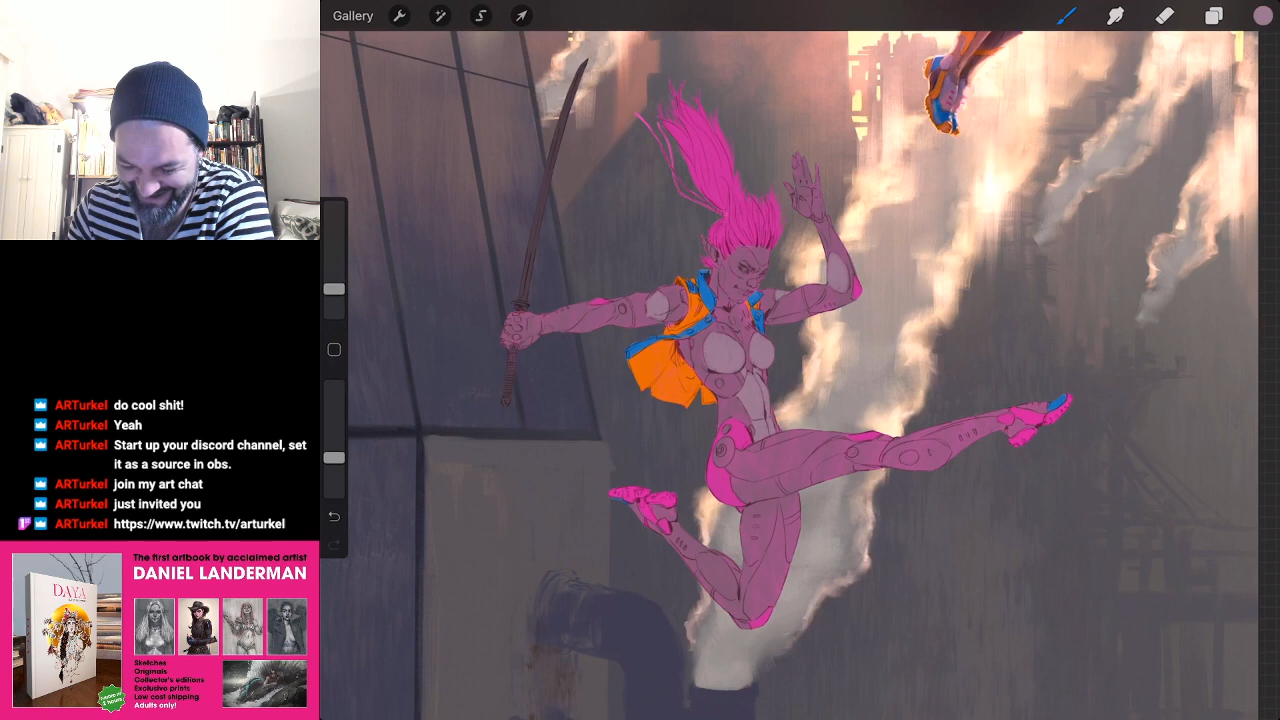 Gallery
ARTurkel do cool shit!
ARTurkel Yeah
ARTurkel Start up your discord channel, set
it as a source in obs.
ARTurkel join my art chat
ARTurkel just invited you
ARTurkel https://www.twitch.tv/arturkel
The first artbook by acclaimed artist
DANIEL LANDERMAN
DAYA
Sketches
Originals
Collector's editions
Exclusive prints
Low cost shipping
Adults only!